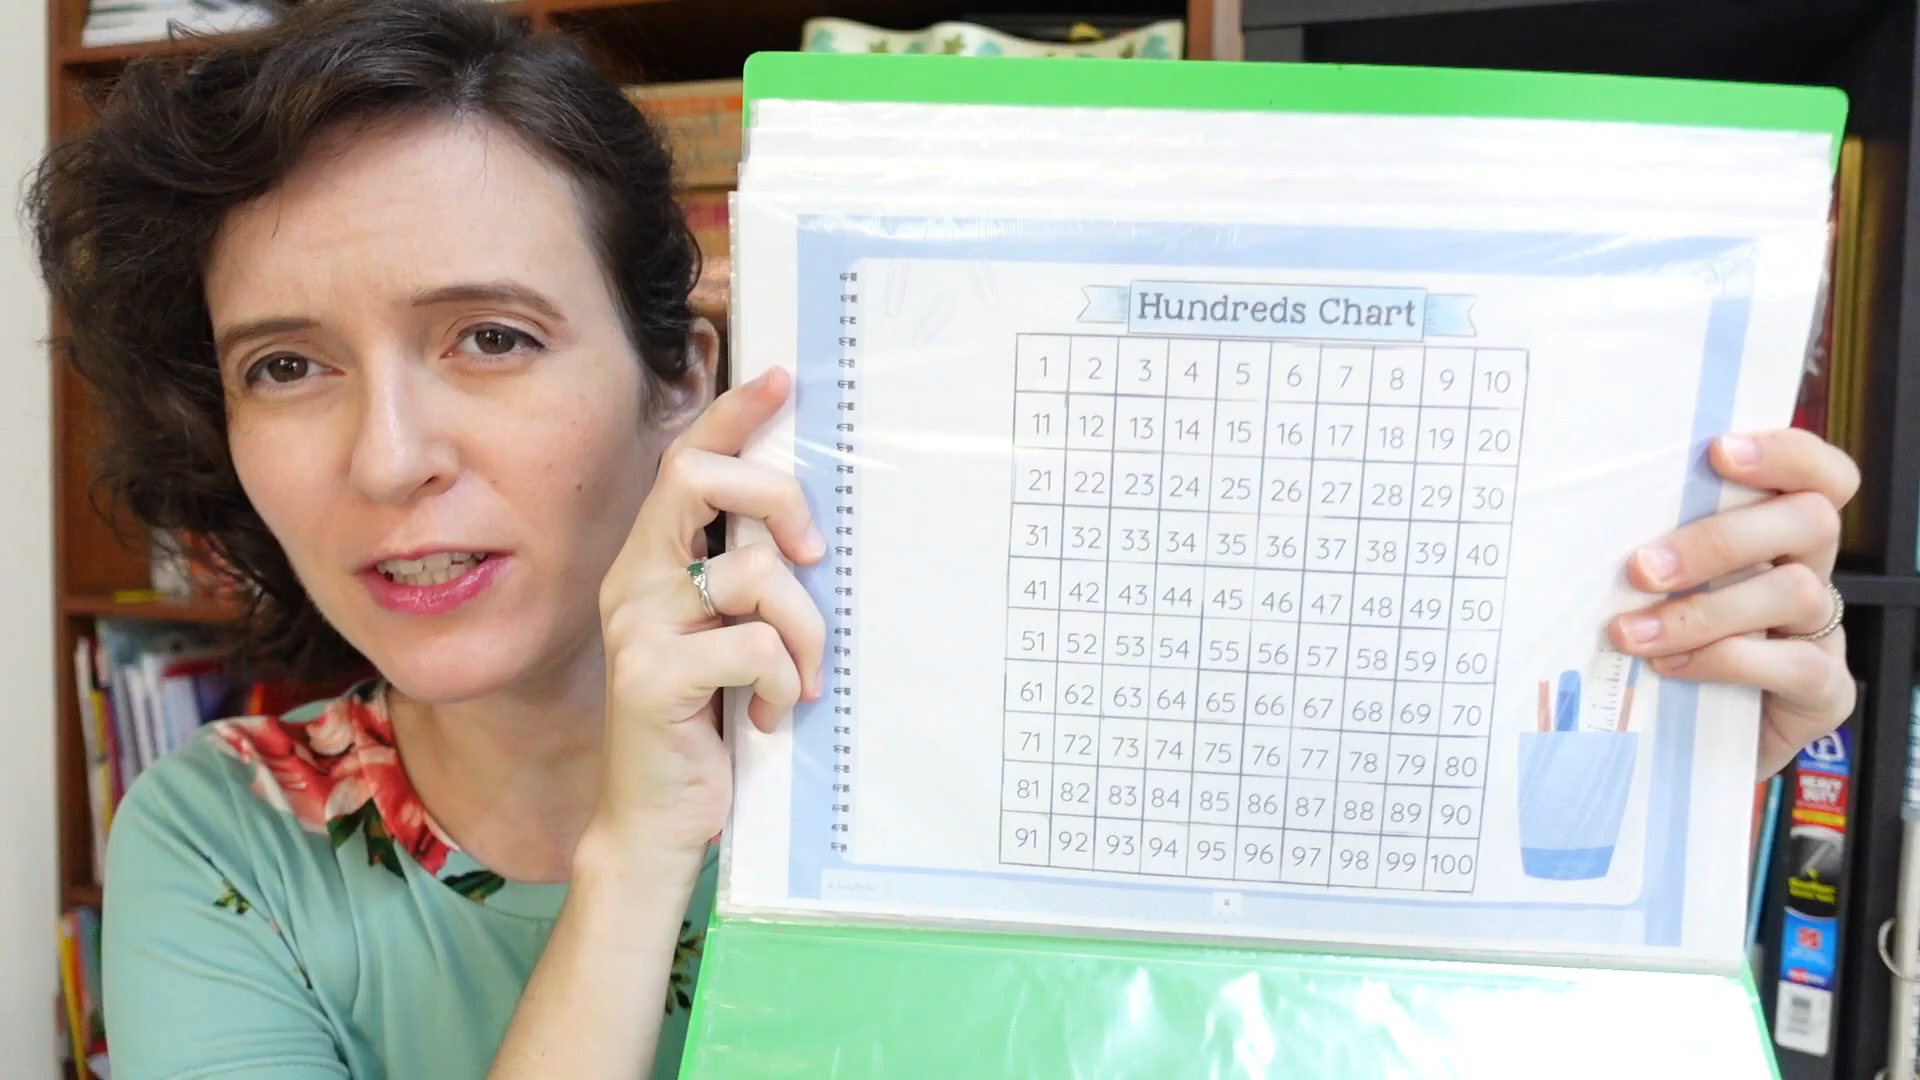 Hundreds Chart
1 2 3 4 5 6 7 8 9 10
11 12 13 14 15 16 17 18 19 20
21 22 23 24 25 26 27 28 29 30
31 32 33 34 35 36 37 38 39 40
41 42 43 44 45 46 47 48 49 50
51 52 53 54 55 56 57 58 59 60
61 62 63 64 65 66 67 68 69 70
71 72 73 74 75 76 77 78 79 80
81 82 83 84 85 86 87 88 89 90
91 92 93 94 95 96 97 98 99 100